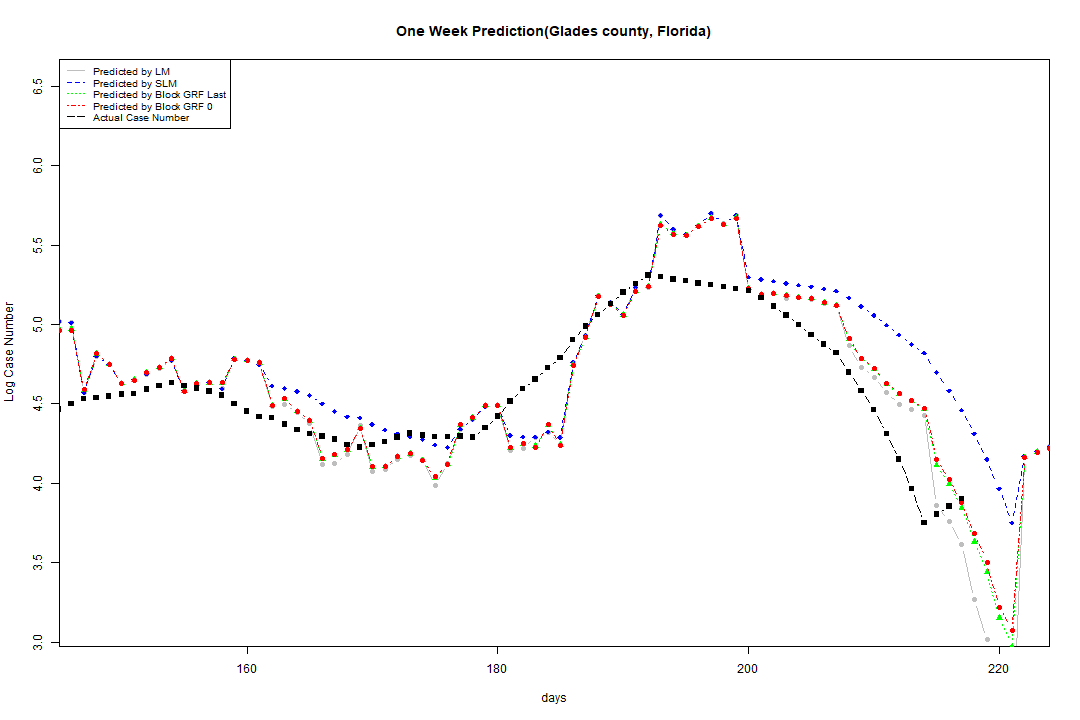 One Week Prediction(Glades county, Florida)
Predicted by LM
Predicted by SLM
Predicted by Block GRF Last
Predicted by Block GRF 0
Actual Case Number
6.5
6.0
5.5
5.0
4.5
4.0
3.5
3.0
Log Case Number
160 180 200 220
days